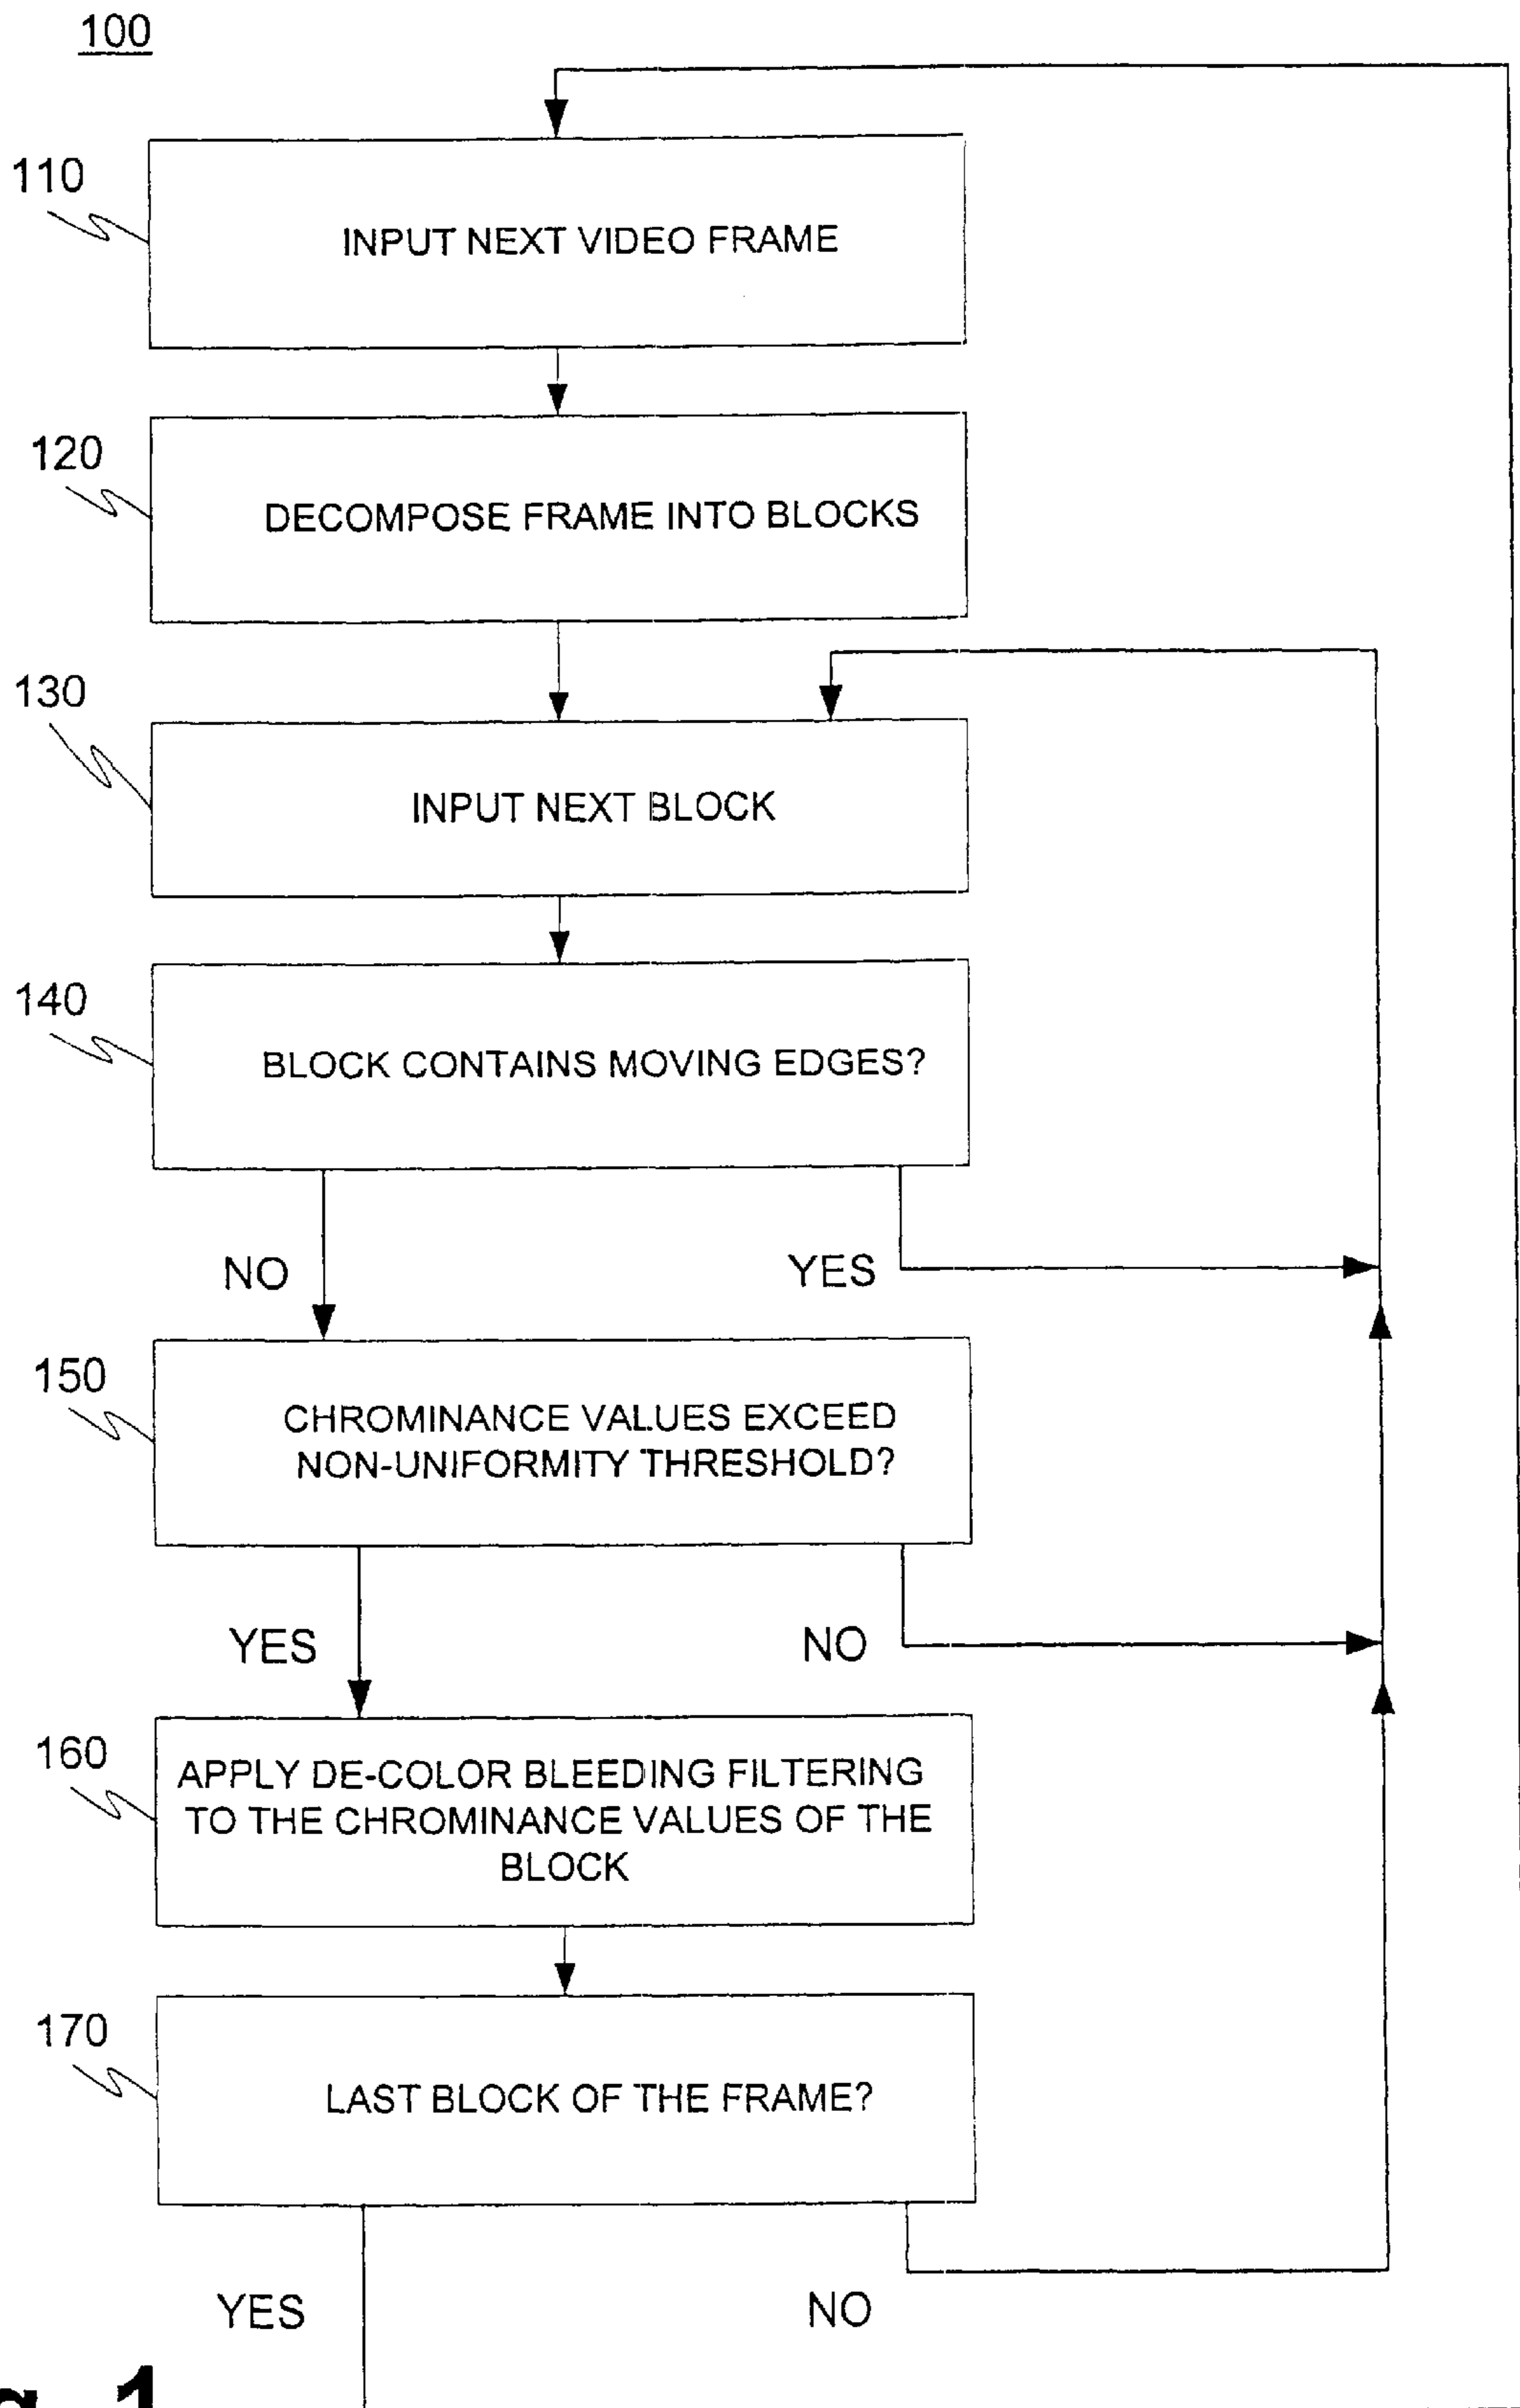 100
110
INPUT NEXT VIDEO FRAME
120
DECOMPOSE FRAME INTO BLOCKS
130
INPUT NEXT BLOCK
140
BLOCK CONTAINS MOVING EDGES?
NO
YES
150
CHROMINANCE VALUES EXCEED
NON-UNIFORMITY THRESHOLD?
YES
NO
160
APPLY DE-COLOR BLEEDING FILTERING
TO THE CHROMINANCE VALUES OF THE
BLOCK
170
LAST BLOCK OF THE FRAME?
YES
NO
1